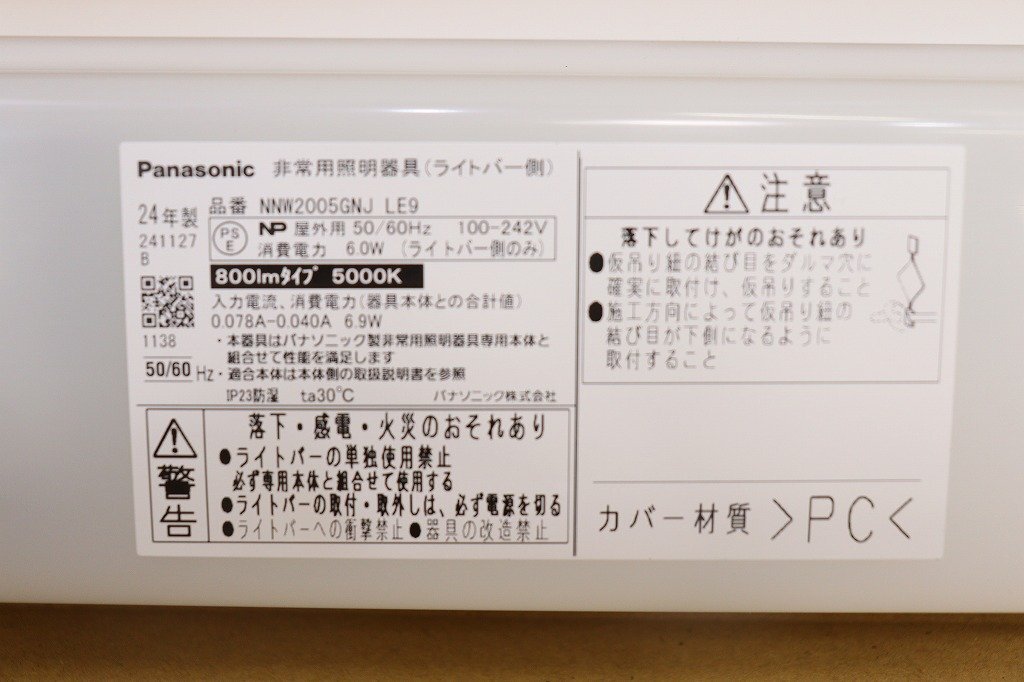 Panasonic 非常用照明器具(ライトバー側)
24年製 品番 NNW2005GNJ LE9
241127
B
PS
E
NP 屋外用 50/60Hz 100-242V
消費電力 6.0W (ライトバー側のみ)
800lmタイプ 5000K
入力電流、消費電力(器具本体との合計値)
0.078A-0.040A 6.9W
1138
・本器具はパナソニック製非常用照明器具専用本体と
組合せて性能を満足します
50/60 Hz
・適合本体は本体側の取扱説明書を参照
IP23防湿 ta30℃ パナソニック株式会社
警告
落下・感電・火災のおそれあり
●ライトバーの単独使用禁止
必ず専用本体と組合せて使用する
●ライトバーの取付・取外しは、必ず電源を切る
●ライトバーへの衝撃禁止 ●器具の改造禁止
注意
落下してけがのおそれあり
●仮吊り紐の結び目をダルマ穴に
確実に取付け、仮吊りすること
●施工方向によって仮吊り紐の
結び目が下側になるように
取付すること
カバー材質 >PC<